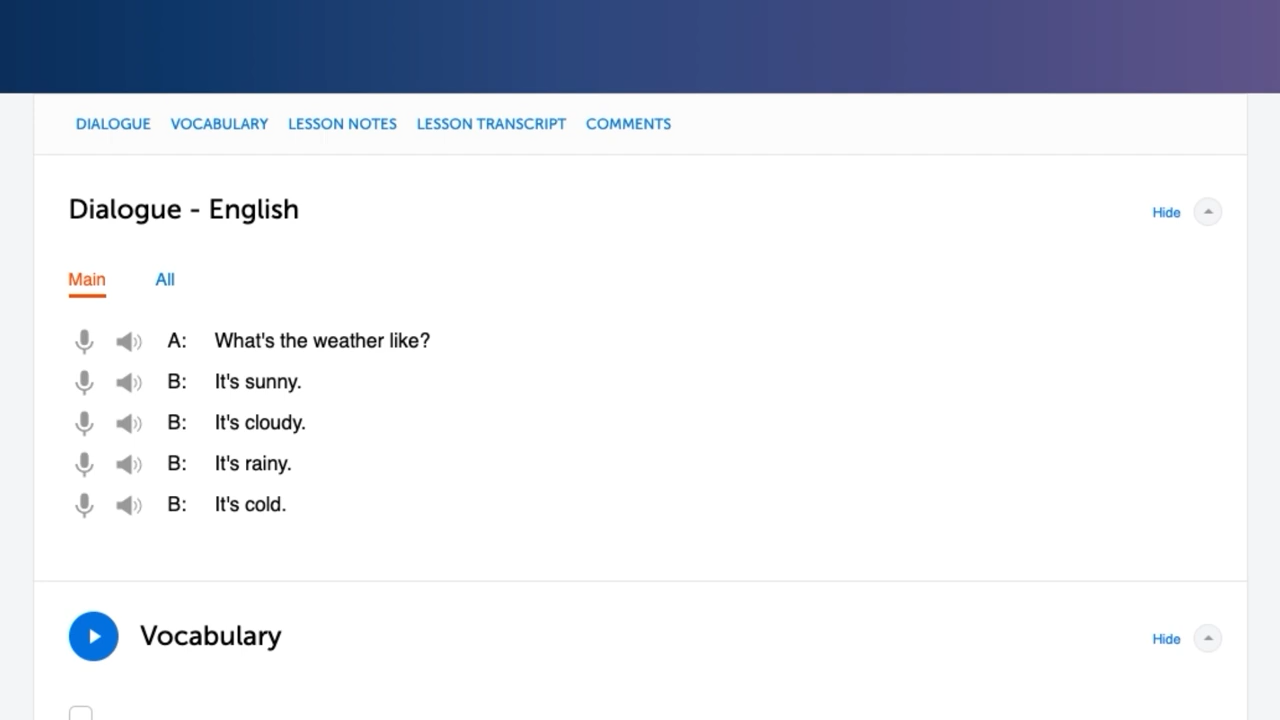 DIALOGUE VOCABULARY LESSON NOTES LESSON TRANSCRIPT COMMENTS
Dialogue - English
Hide
Main All
A: What's the weather like?
B: It's sunny.
B: It's cloudy.
B: It's rainy.
B: It's cold.
Vocabulary
Hide